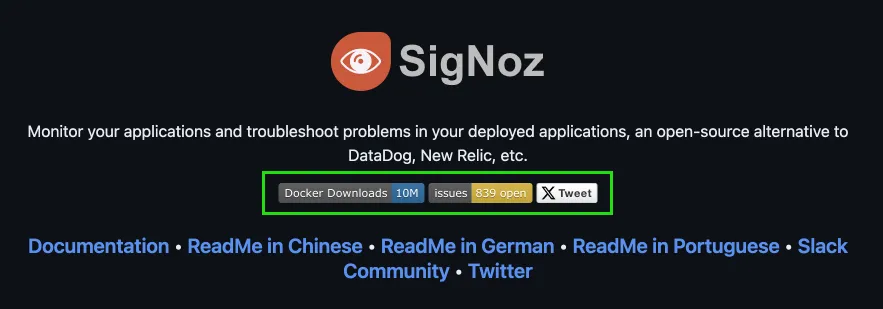 SigNoz
Monitor your applications and troubleshoot problems in your deployed applications, an open-source alternative to
DataDog, New Relic, etc.
Docker Downloads 10M issues 839 open Tweet
Documentation • ReadMe in Chinese • ReadMe in German • ReadMe in Portuguese • Slack
Community • Twitter